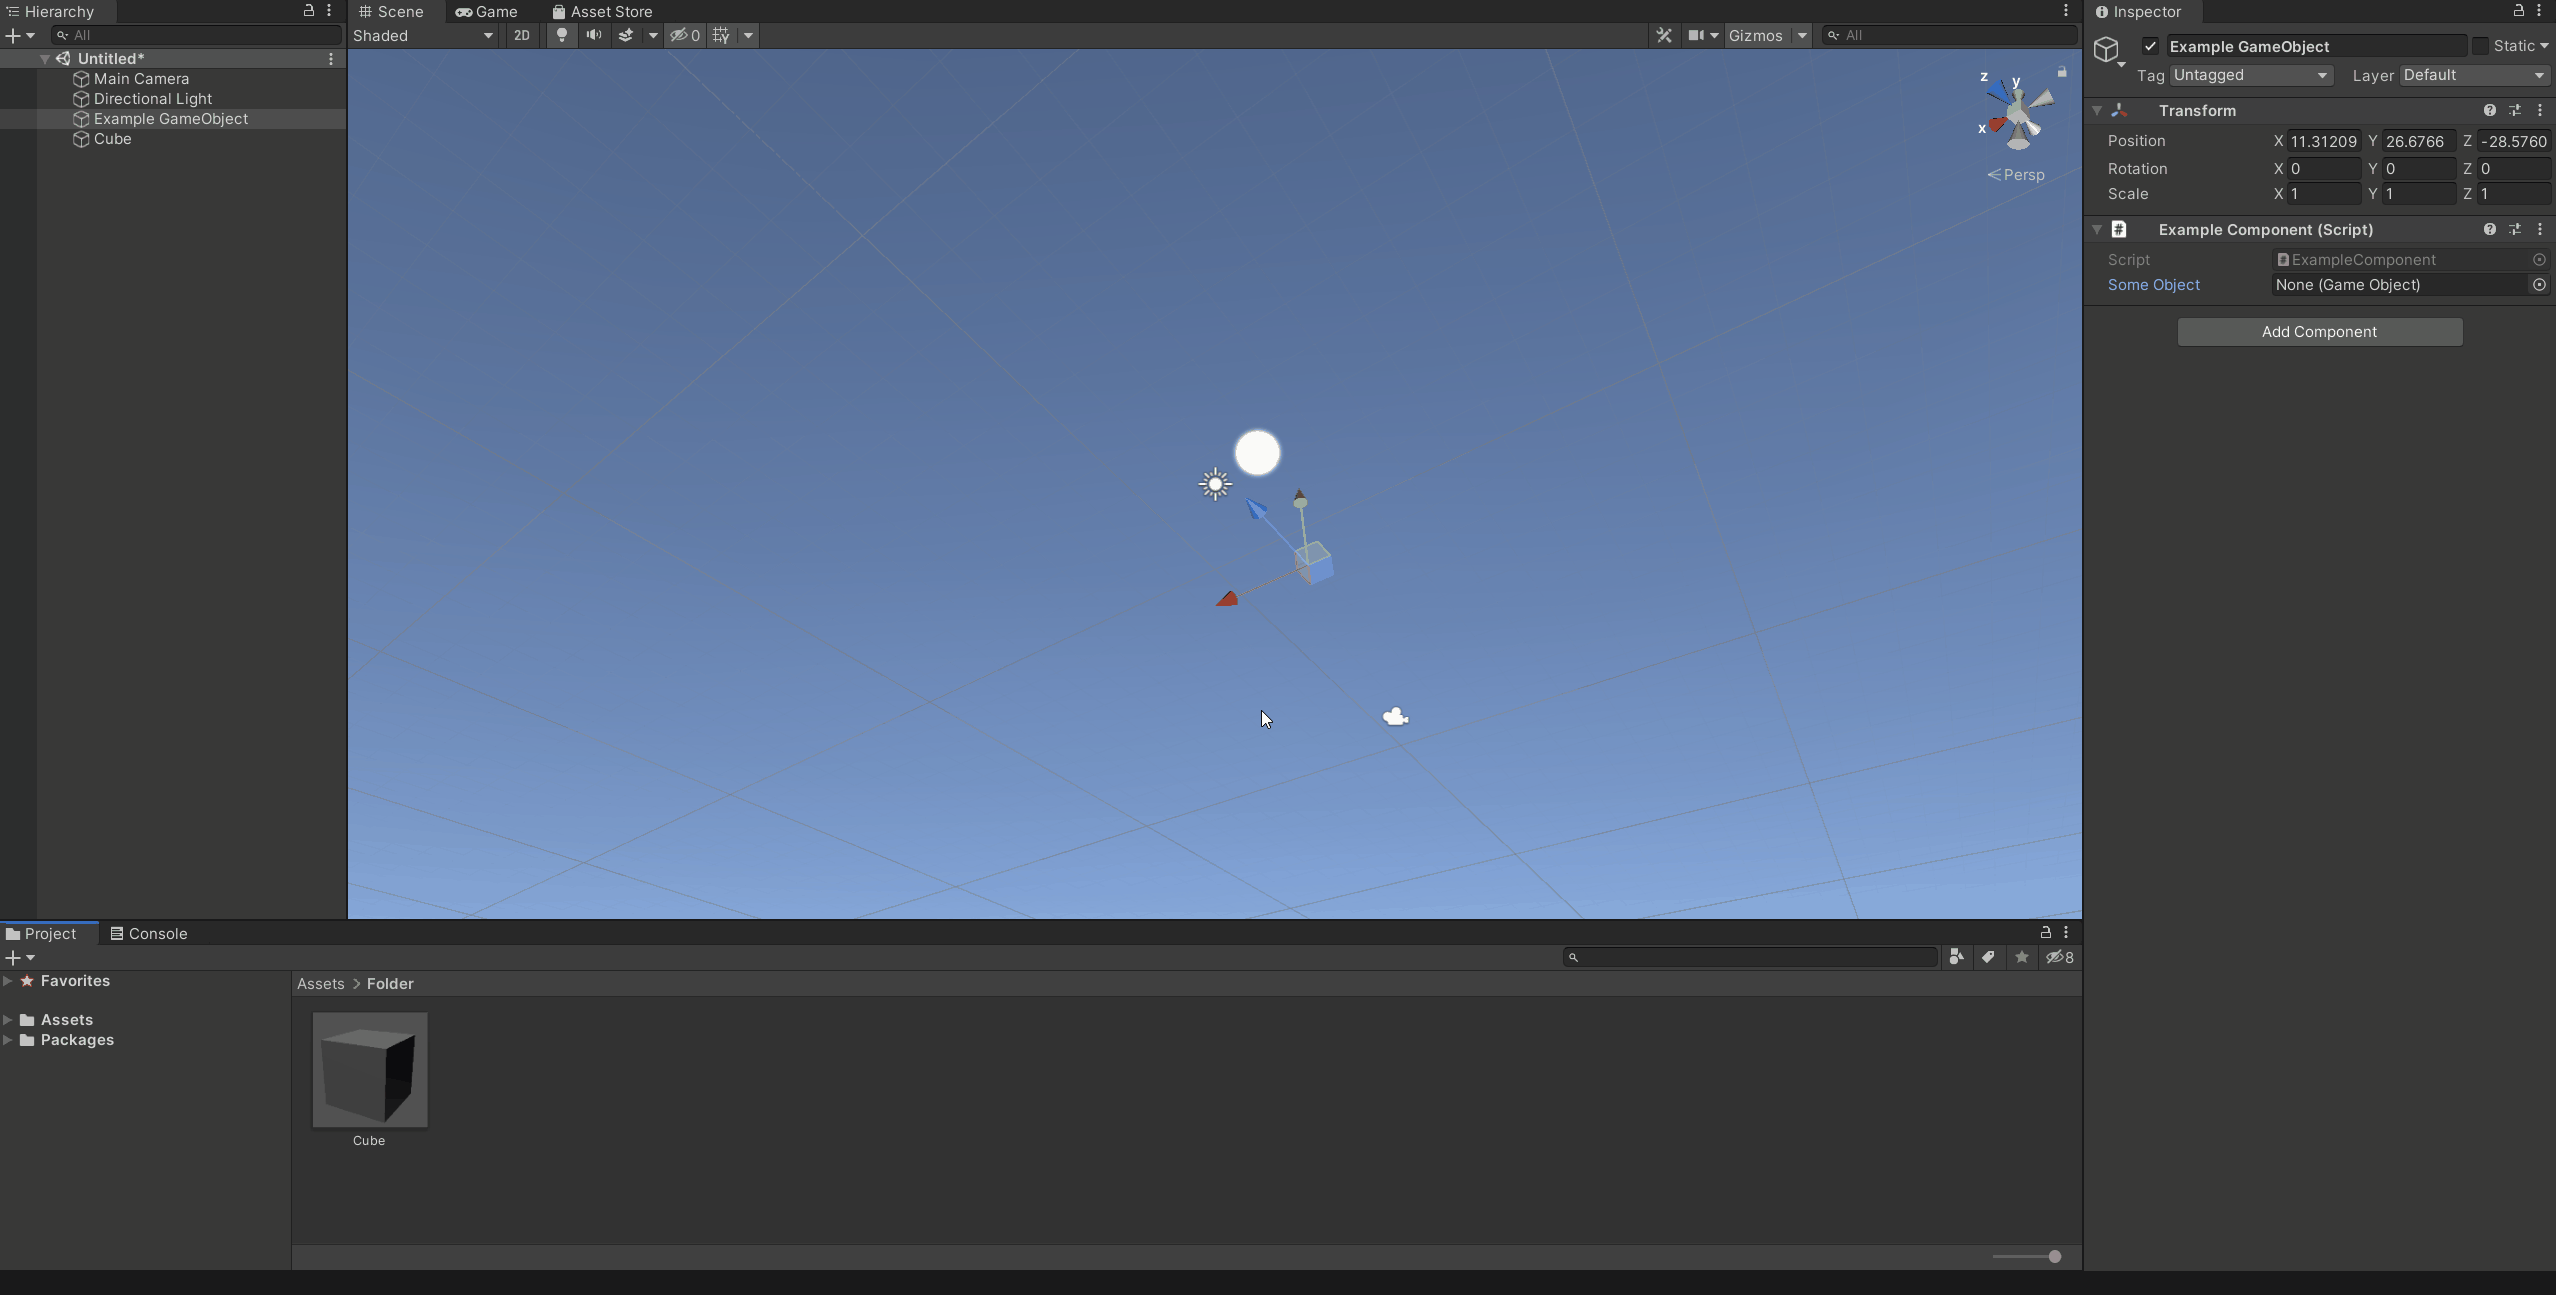 Hierarchy
All
Untitled*
Main Camera
Directional Light
Example GameObject
Cube
Scene Game Asset Store
Shaded 2D 0 Gizmos All
z y
x
Persp
Inspector
Example GameObject Static
Tag Untagged Layer Default
Transform
Position X 11.31209 Y 26.6766 Z -28.5760
Rotation X 0 Y 0 Z 0
Scale X 1 Y 1 Z 1
# Example Component (Script)
Script # ExampleComponent
Some Object None (Game Object)
Add Component
Project Console
8
Favorites
Assets
Packages
Assets > Folder
Cube